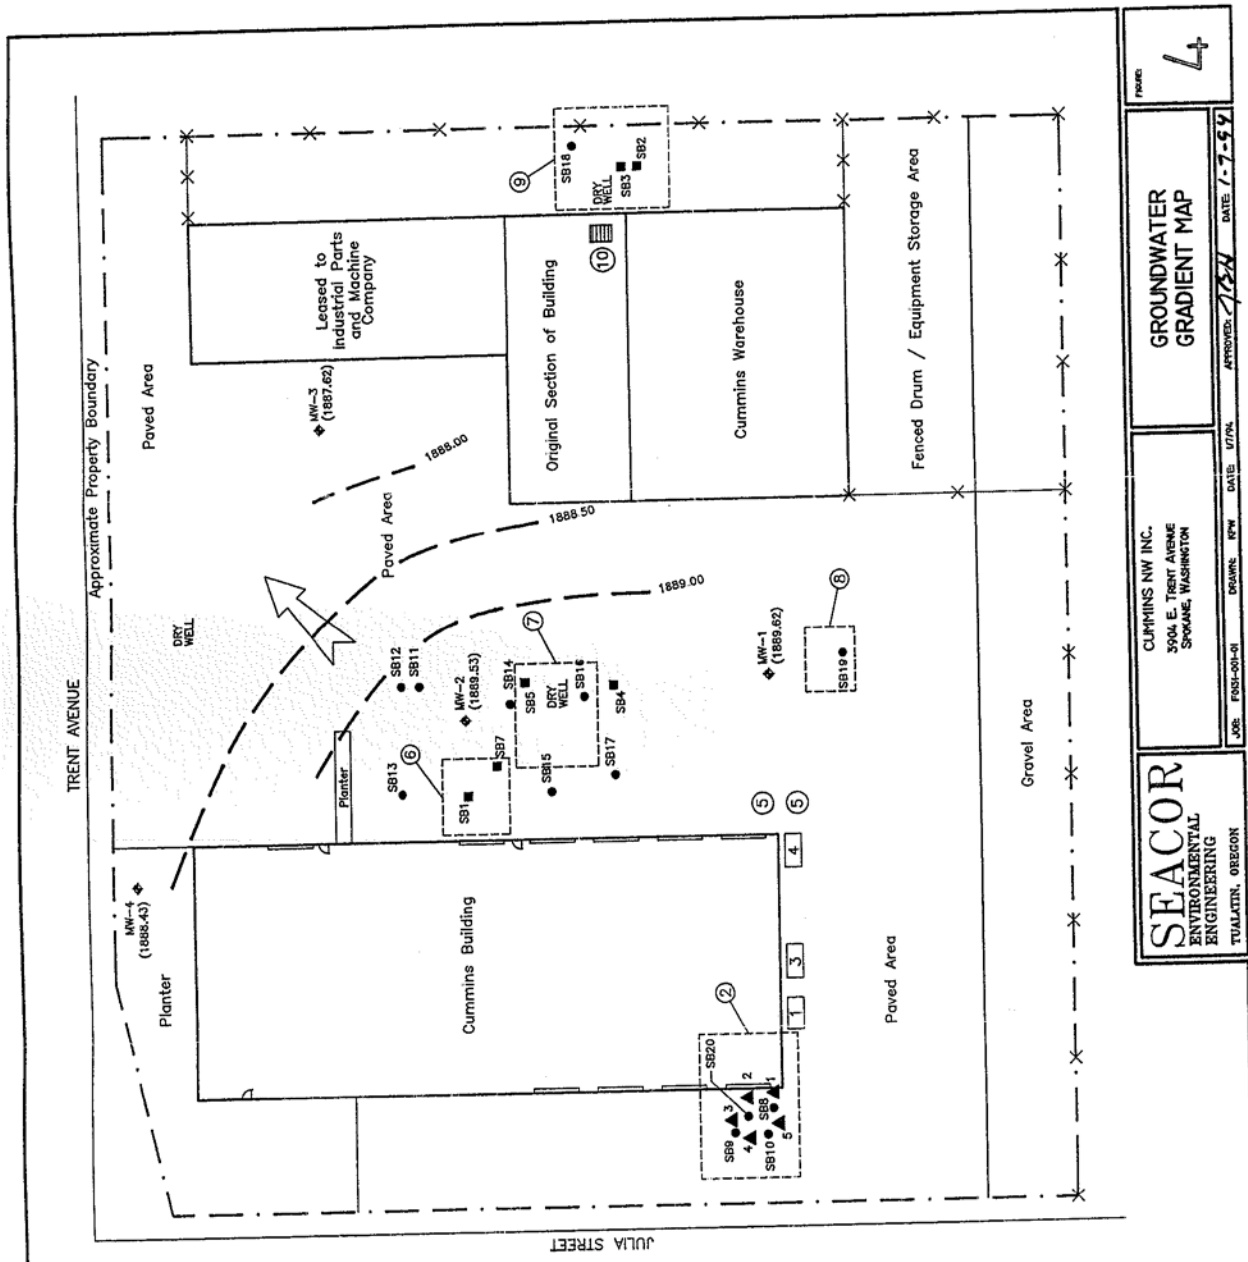 TRENT AVENUE
Approximate Property Boundary
JULIA STREET
Planter
MW-4
(1888.43)
Paved Area
DRY
WELL
Cummins Building
Planter
SB13
SB12
SB11
6
SB1
SB7
MW-2
(1889.53)
SB14
SB5
DRY
WELL
SB16
SB15
7
SB17
SB4
Paved Area
MW-3
(1887.62)
1888.00
1888.50
1889.00
Leased to
Industrial Parts
and Machine
Company
Original Section of Building
10
9
SB18
DRY
WELL
SB3
SB2
Cummins Warehouse
MW-1
(1889.62)
8
SB19
5
5
4
3
1
2
SB20
2
1
SB8
3
SB9
4
SB10
5
Paved Area
Fenced Drum / Equipment Storage Area
Gravel Area
SEACOR
ENVIRONMENTAL
ENGINEERING
TUALATIN, OREGON
CUMMINS NW INC.
3904 E. TRENT AVENUE
SPOKANE, WASHINGTON
GROUNDWATER
GRADIENT MAP
FIGURE:
4
JOB: F0051-001-01 DRAWN: KPW DATE: 1/7/94 APPROVED: DATE: 1-7-94